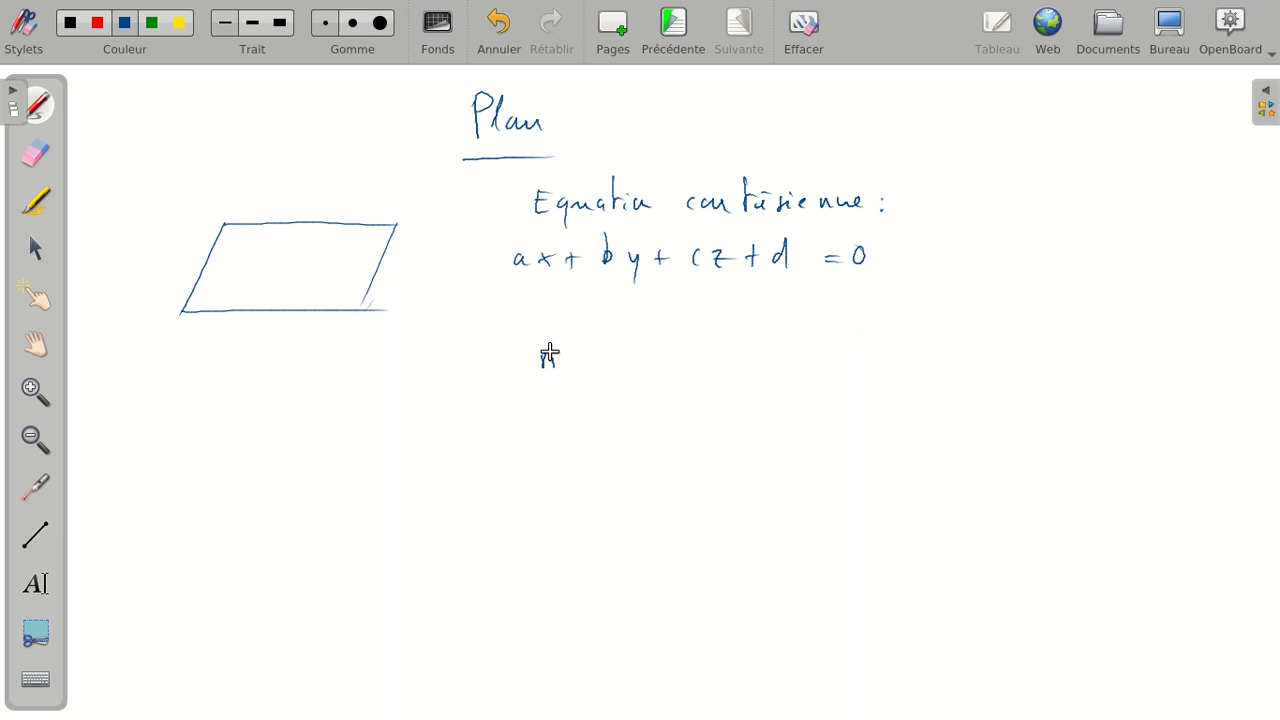 Stylets Couleur Trait Gomme Fonds Annuler Rétablir Pages Précédente Suivante Effacer Tableau Web Documents Bureau OpenBoard
Plan
Equation cartésienne :
ax + by + cz + d = 0
n